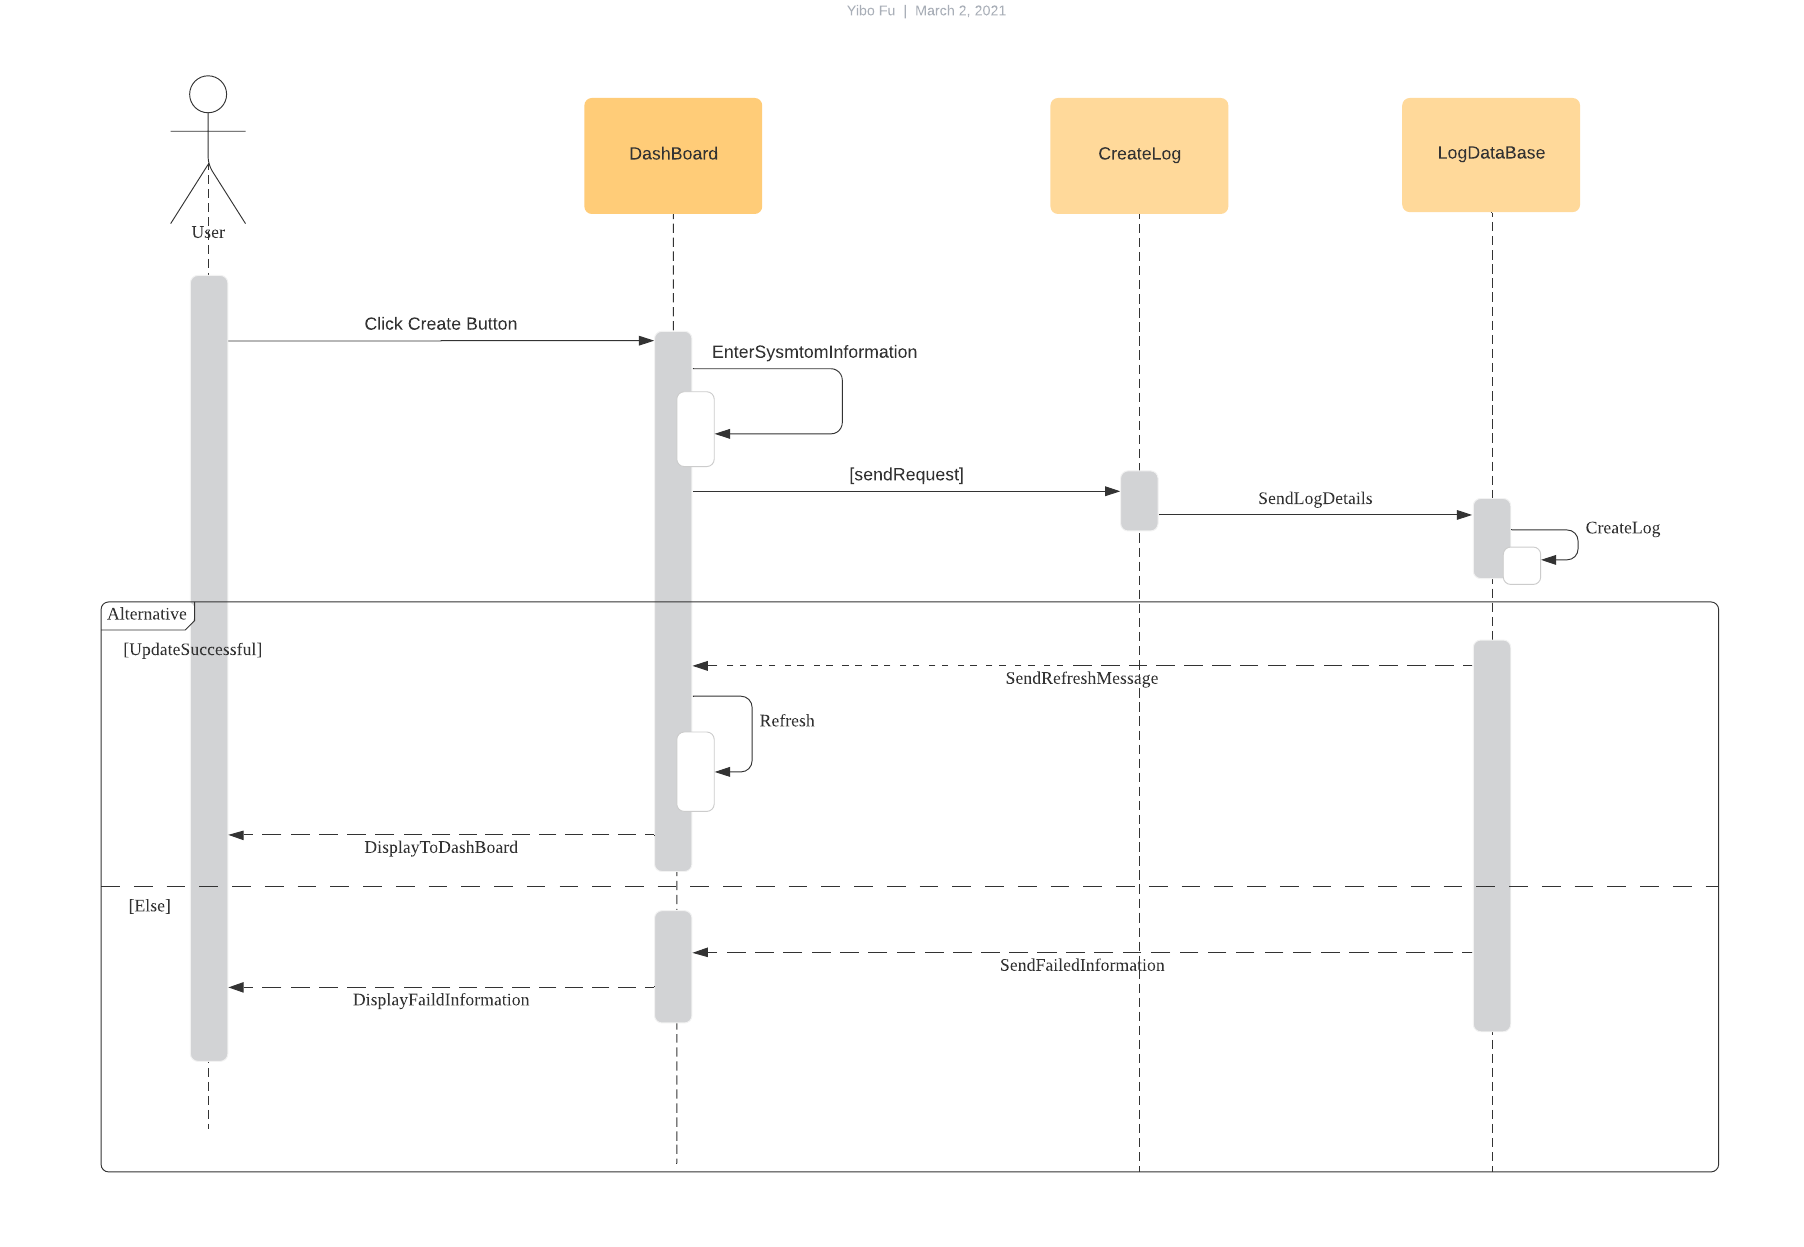 Yibo Fu | March 2, 2021
DashBoard
CreateLog
LogDataBase
User
Click Create Button
EnterSysmtomInformation
[sendRequest]
SendLogDetails
CreateLog
Alternative
[UpdateSuccessful]
SendRefreshMessage
Refresh
DisplayToDashBoard
[Else]
SendFailedInformation
DisplayFaildInformation